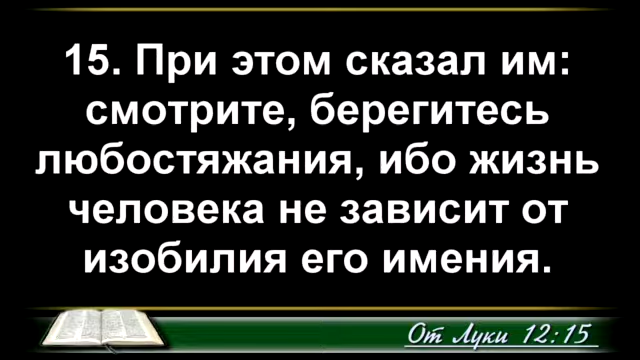 15. При этом сказал им:
смотрите, берегитесь
любостяжания, ибо жизнь
человека не зависит от
изобилия его имения.
От Луки 12:15